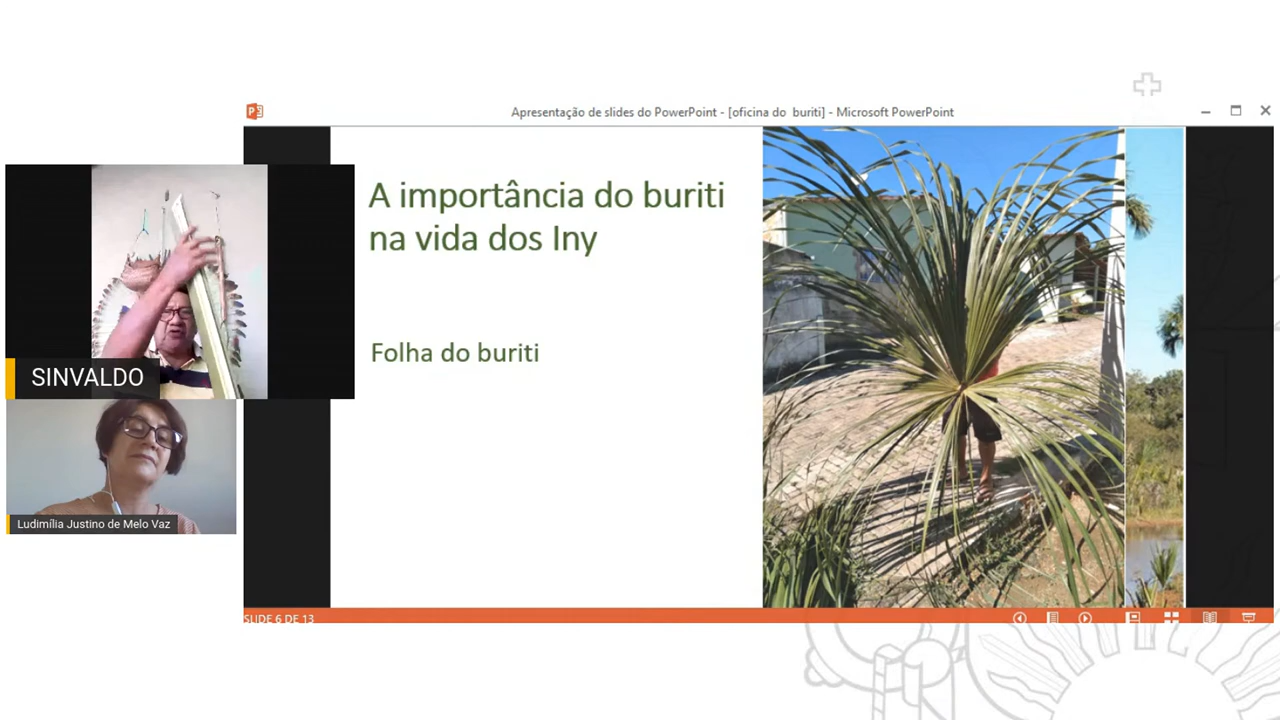 Apresentação de slides do PowerPoint - [oficina do buriti] - Microsoft PowerPoint
A importância do buriti
na vida dos Iny
Folha do buriti
SINVALDO
Ludimília Justino de Melo Vaz
SLIDE 6 DE 13